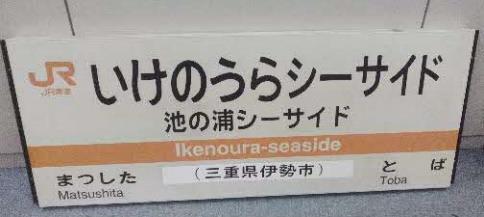 JR
JR東海
いけのうらシーサイド
池の浦シーサイド
Ikenoura-seaside
まつした
Matsushita
(三重県伊勢市)
とば
Toba